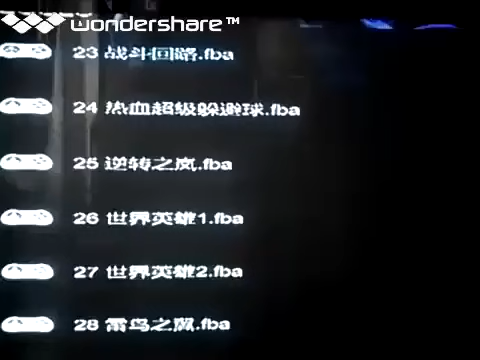 wondershare™
23 战斗回路.fba
24 热血超级躲避球.fba
25 逆转之岚.fba
26 世界英雄1.fba
27 世界英雄2.fba
28 雷鸟之翼.fba